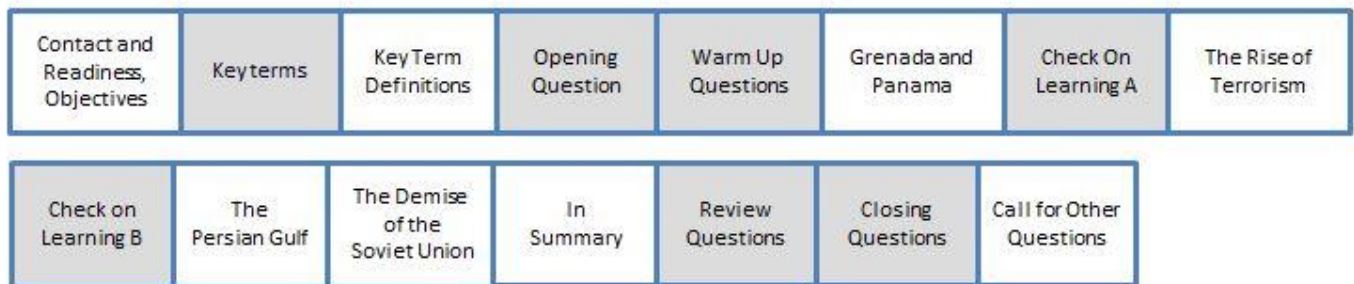 Contact and
Readiness,
Objectives
Key terms
Key Term
Definitions
Opening
Question
Warm Up
Questions
Grenada and
Panama
Check On
Learning A
The Rise of
Terrorism
Check on
Learning B
The
Persian Gulf
The Demise
of the
Soviet Union
In
Summary
Review
Questions
Closing
Questions
Call for Other
Questions